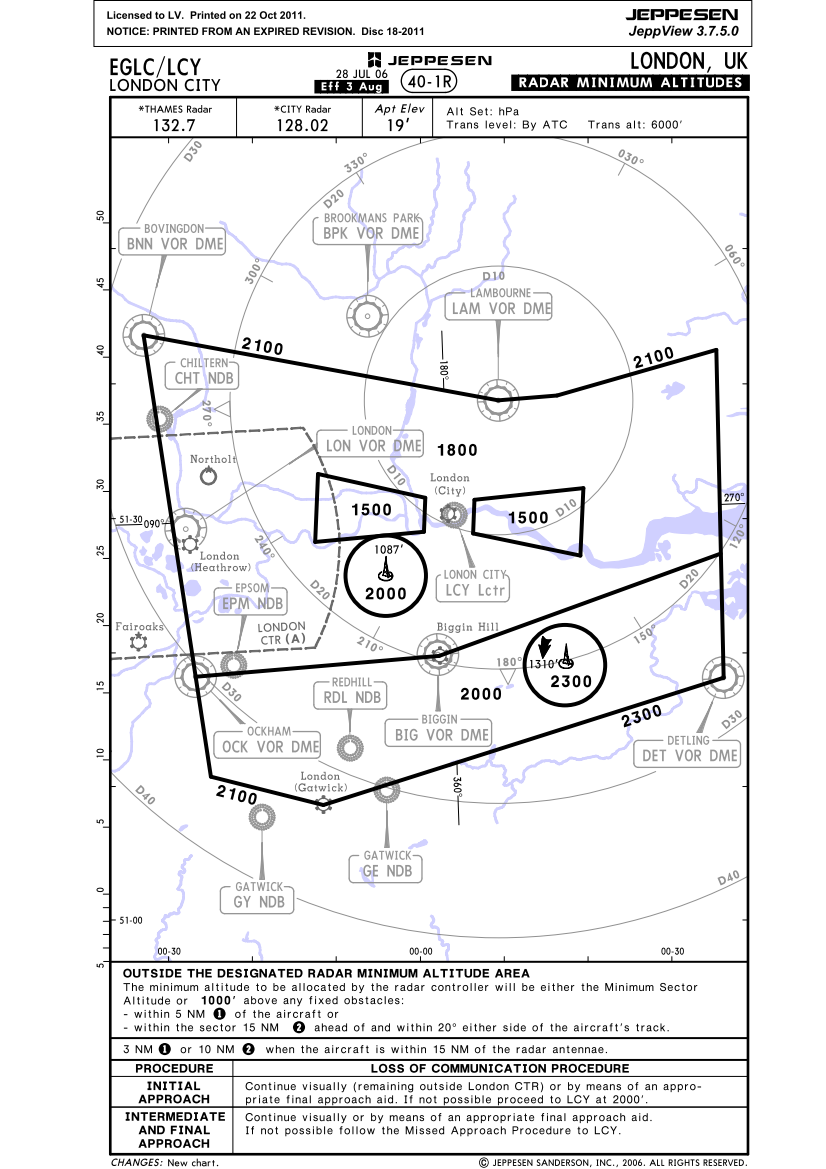 Licensed to LV. Printed on 22 Oct 2011.
NOTICE: PRINTED FROM AN EXPIRED REVISION. Disc 18-2011
JEPPESEN
JeppView 3.7.5.0
EGLC/LCY
LONDON CITY
JEPPESEN
28 JUL 06
Eff 3 Aug
40-1R
LONDON, UK
RADAR MINIMUM ALTITUDES
*THAMES Radar
132.7
*CITY Radar
128.02
Apt Elev
19'
Alt Set: hPa
Trans level: By ATC Trans alt: 6000'
D30
330°
030°
D20
BROOKMANS PARK
BPK VOR DME
BOVINGDON
BNN VOR DME
060°
300°
D10
LAMBOURNE
LAM VOR DME
50
45
40
35
30
25
20
15
10
5
0
5
2100
2100
180°
CHILTERN
CHT NDB
270°
LONDON
LON VOR DME
1800
Northolt
D10
London
(City)
1500
1500
D10
270°
51-30
090°
120°
London
(Heathrow)
240°
1087'
2000
LONON CITY
LCY Lctr
D20
D20
EPSOM
EPM NDB
LONDON
CTR (A)
Fairoaks
210°
Biggin Hill
150°
180°
1310'
2300
D30
REDHILL
RDL NDB
2000
2300
D30
OCKHAM
OCK VOR DME
BIGGIN
BIG VOR DME
DETLING
DET VOR DME
London
(Gatwick)
2100
360°
D40
GATWICK
GE NDB
GATWICK
GY NDB
D40
51-00
00-30
00-00
00-30
OUTSIDE THE DESIGNATED RADAR MINIMUM ALTITUDE AREA
The minimum altitude to be allocated by the radar controller will be either the Minimum Sector
Altitude or 1000' above any fixed obstacles:
- within 5 NM ❶ of the aircraft or
- within the sector 15 NM ❷ ahead of and within 20° either side of the aircraft's track.
3 NM ❶ or 10 NM ❷ when the aircraft is within 15 NM of the radar antennae.
PROCEDURE
LOSS OF COMMUNICATION PROCEDURE
INITIAL
APPROACH
Continue visually (remaining outside London CTR) or by means of an appro-
priate final approach aid. If not possible proceed to LCY at 2000'.
INTERMEDIATE
AND FINAL
APPROACH
Continue visually or by means of an appropriate final approach aid.
If not possible follow the Missed Approach Procedure to LCY.
CHANGES: New chart.
© JEPPESEN SANDERSON, INC., 2006. ALL RIGHTS RESERVED.